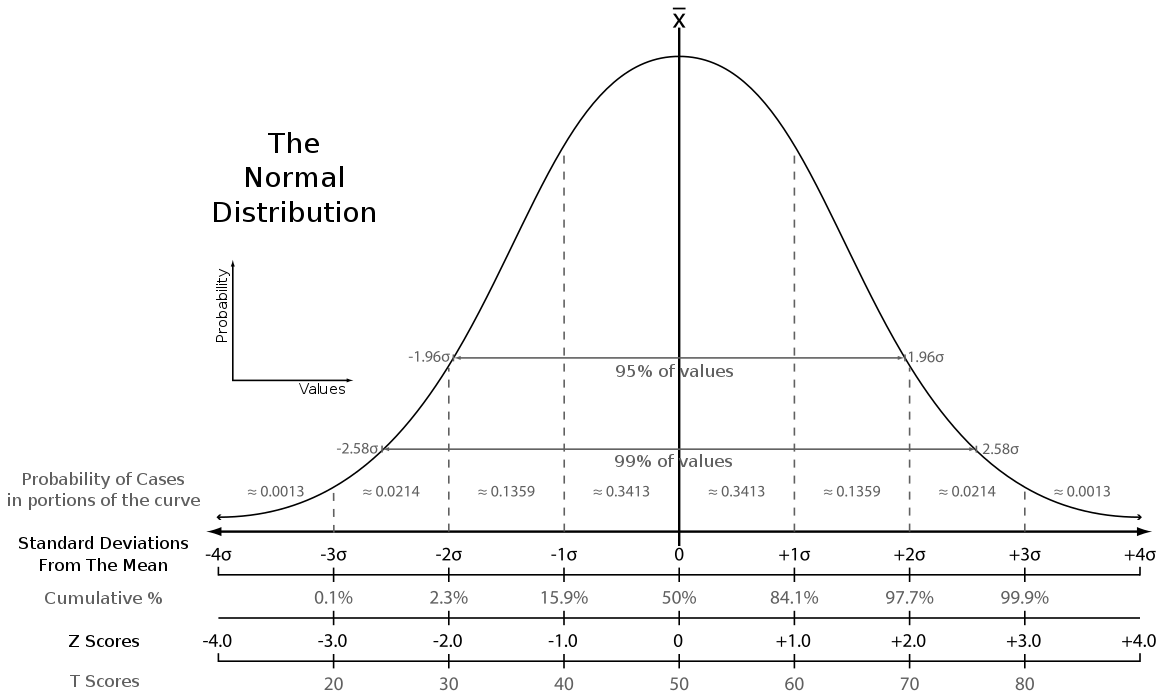 x̅
The
Normal
Distribution
Probability
Values
-1.96σ 1.96σ
95% of values
-2.58σ 2.58σ
99% of values
Probability of Cases
in portions of the curve
≈ 0.0013 ≈ 0.0214 ≈ 0.1359 ≈ 0.3413 ≈ 0.3413 ≈ 0.1359 ≈ 0.0214 ≈ 0.0013
Standard Deviations
From The Mean
-4σ -3σ -2σ -1σ 0 +1σ +2σ +3σ +4σ
Cumulative % 0.1% 2.3% 15.9% 50% 84.1% 97.7% 99.9%
Z Scores -4.0 -3.0 -2.0 -1.0 0 +1.0 +2.0 +3.0 +4.0
T Scores 20 30 40 50 60 70 80